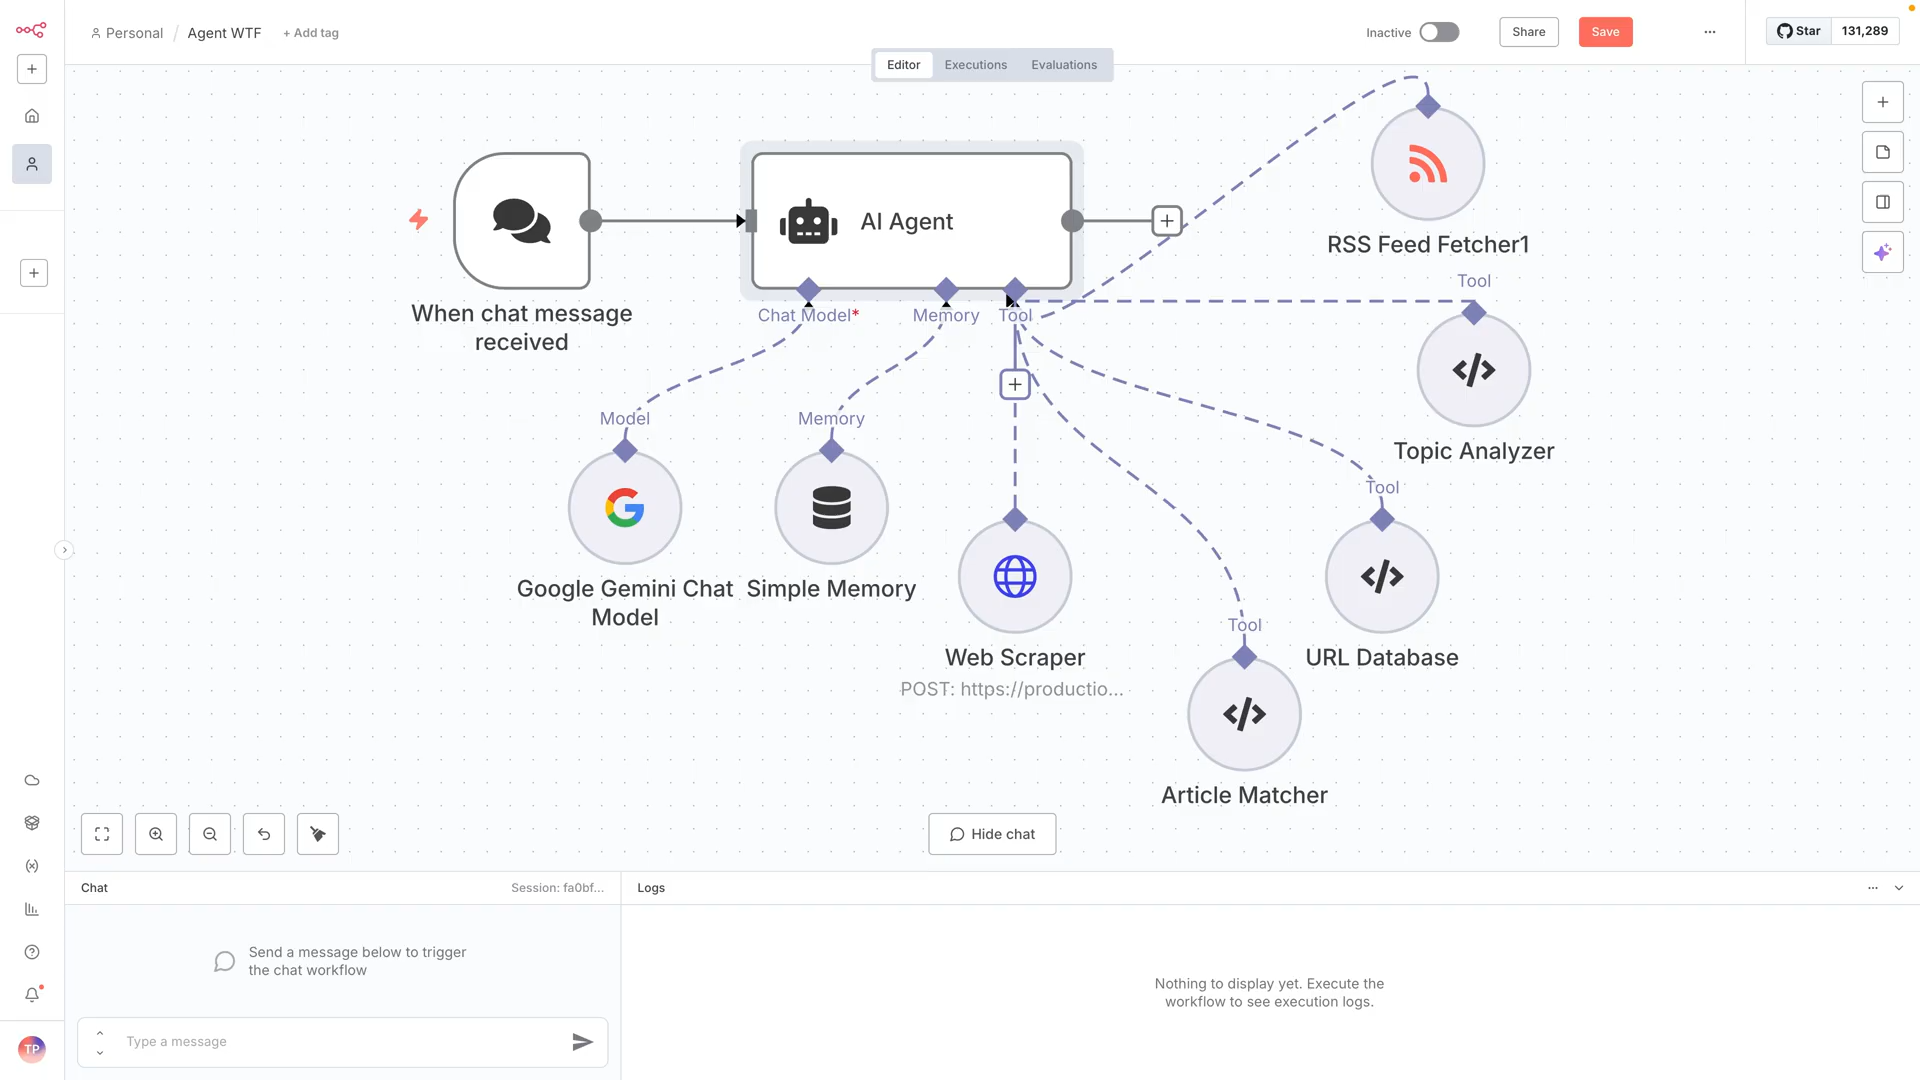 Personal / Agent WTF + Add tag
Inactive
Share
Save
Star 131,289
Editor Executions Evaluations
AI Agent
When chat message
received
Chat Model*
Memory
Tool
RSS Feed Fetcher1
Tool
Topic Analyzer
Model
Google Gemini Chat
Model
Memory
Simple Memory
Web Scraper
POST: https://productio...
Tool
URL Database
Tool
Article Matcher
Hide chat
Chat
Session: fa0bf...
Logs
Send a message below to trigger
the chat workflow
Nothing to display yet. Execute the
workflow to see execution logs.
Type a message
TP